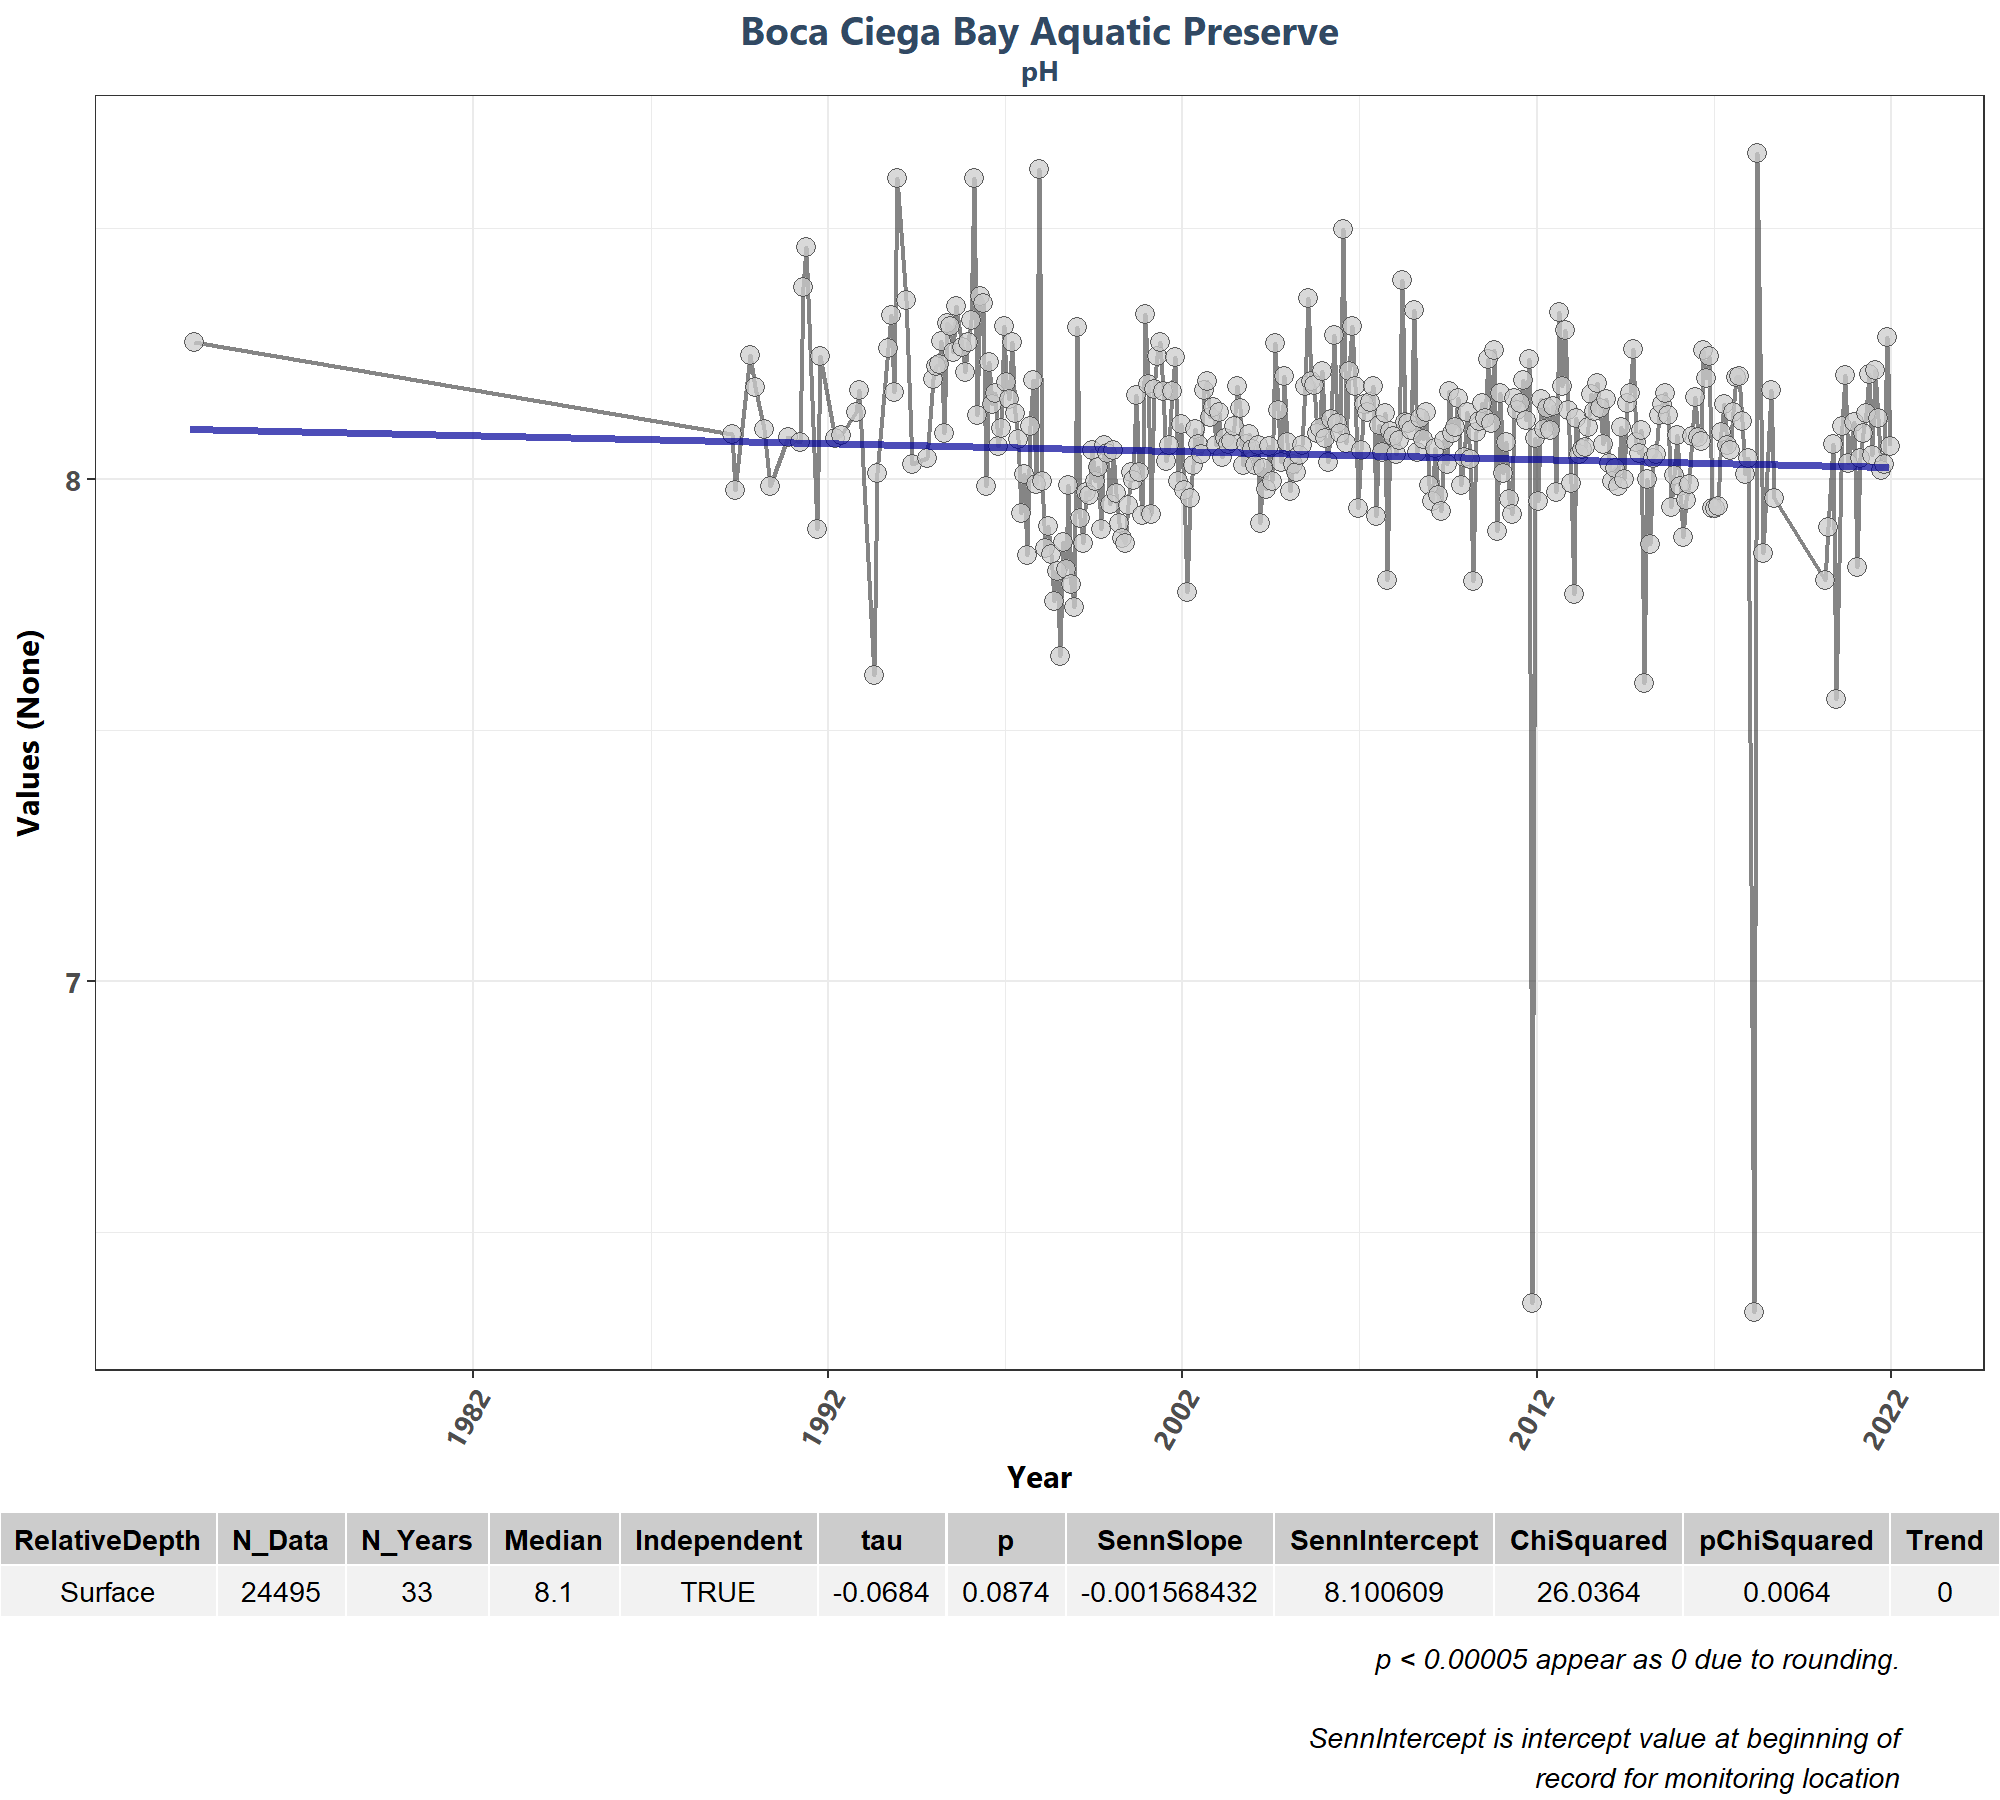 Boca Ciega Bay Aquatic Preserve
pH
Values (None)
8
7
1982
1992
2002
2012
2022
Year
RelativeDepth N_Data N_Years Median Independent tau p SennSlope SennIntercept ChiSquared pChiSquared Trend
Surface 24495 33 8.1 TRUE -0.0684 0.0874 -0.001568432 8.100609 26.0364 0.0064 0
p < 0.00005 appear as 0 due to rounding.
SennIntercept is intercept value at beginning of
record for monitoring location